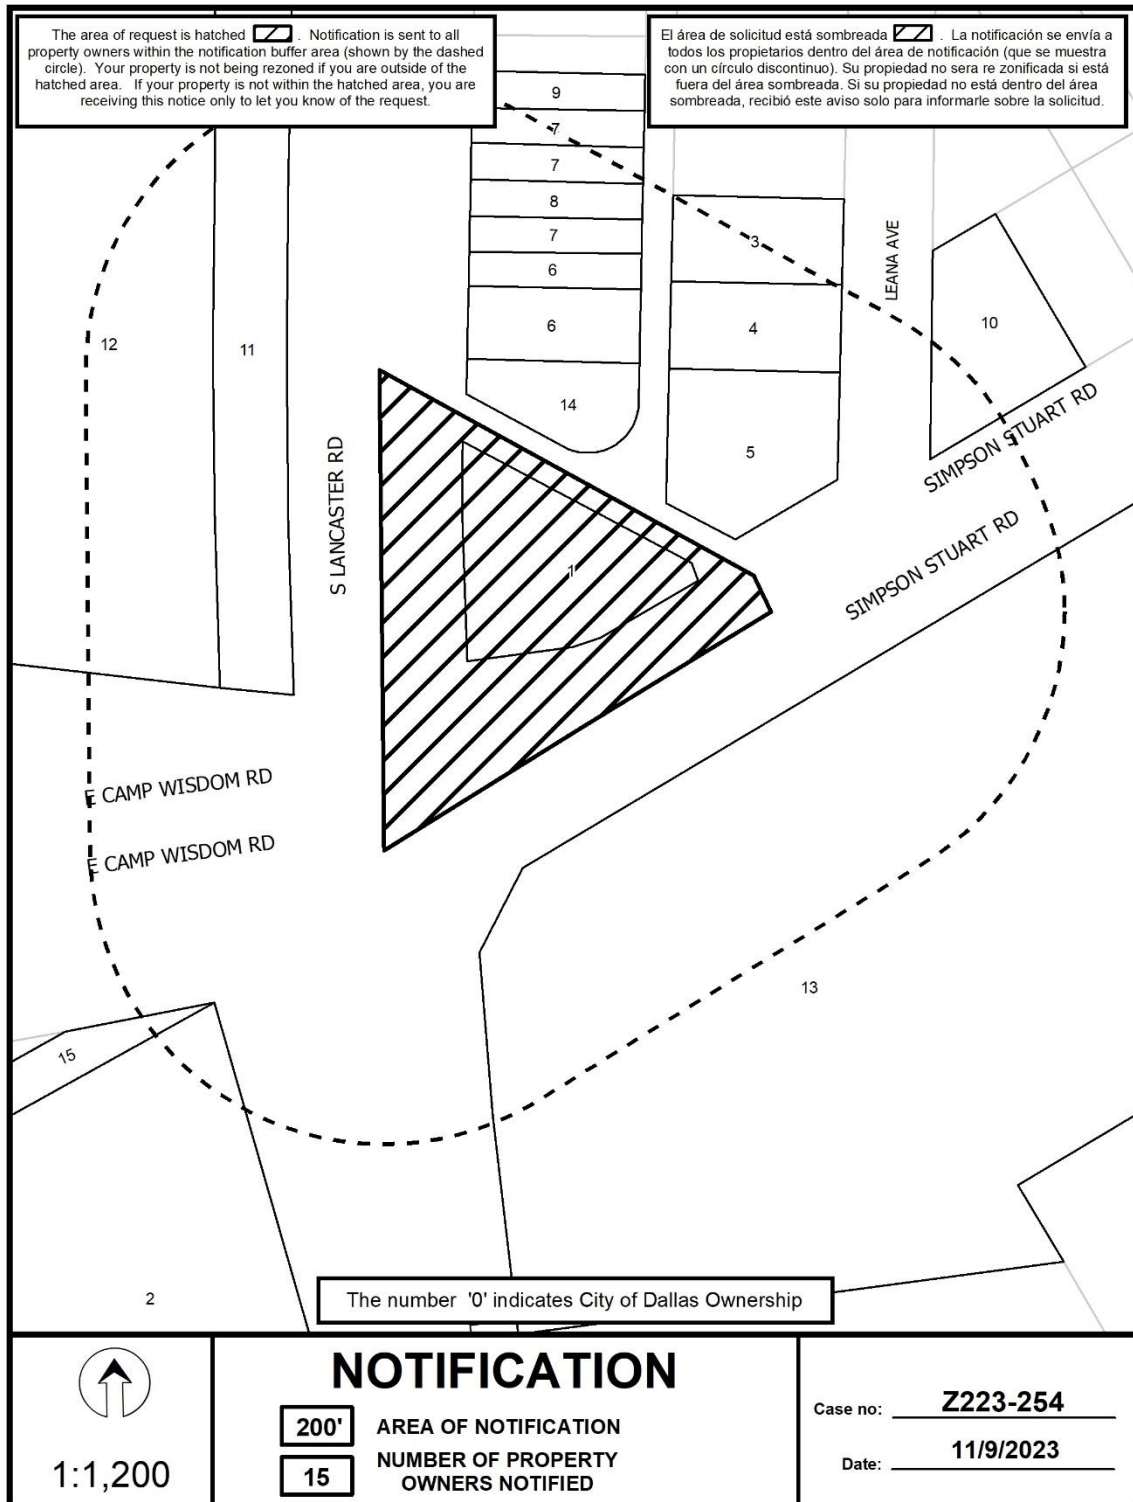 The area of request is hatched . Notification is sent to all
property owners within the notification buffer area (shown by the dashed
circle). Your property is not being rezoned if you are outside of the
hatched area. If your property is not within the hatched area, you are
receiving this notice only to let you know of the request.
El área de solicitud está sombreada . La notificación se envía a
todos los propietarios dentro del área de notificación (que se muestra
con un círculo discontinuo). Su propiedad no sera re zonificada si está
fuera del área sombreada. Si su propiedad no está dentro del área
sombreada, recibió este aviso solo para informarle sobre la solicitud.
9
7
7
8
7
6
6
14
3
4
5
LEANA AVE
10
12
11
S LANCASTER RD
1
SIMPSON STUART RD
SIMPSON STUART RD
E CAMP WISDOM RD
E CAMP WISDOM RD
13
15
2
The number '0' indicates City of Dallas Ownership
1:1,200
NOTIFICATION
200' AREA OF NOTIFICATION
15 NUMBER OF PROPERTY
OWNERS NOTIFIED
Case no: Z223-254
Date: 11/9/2023